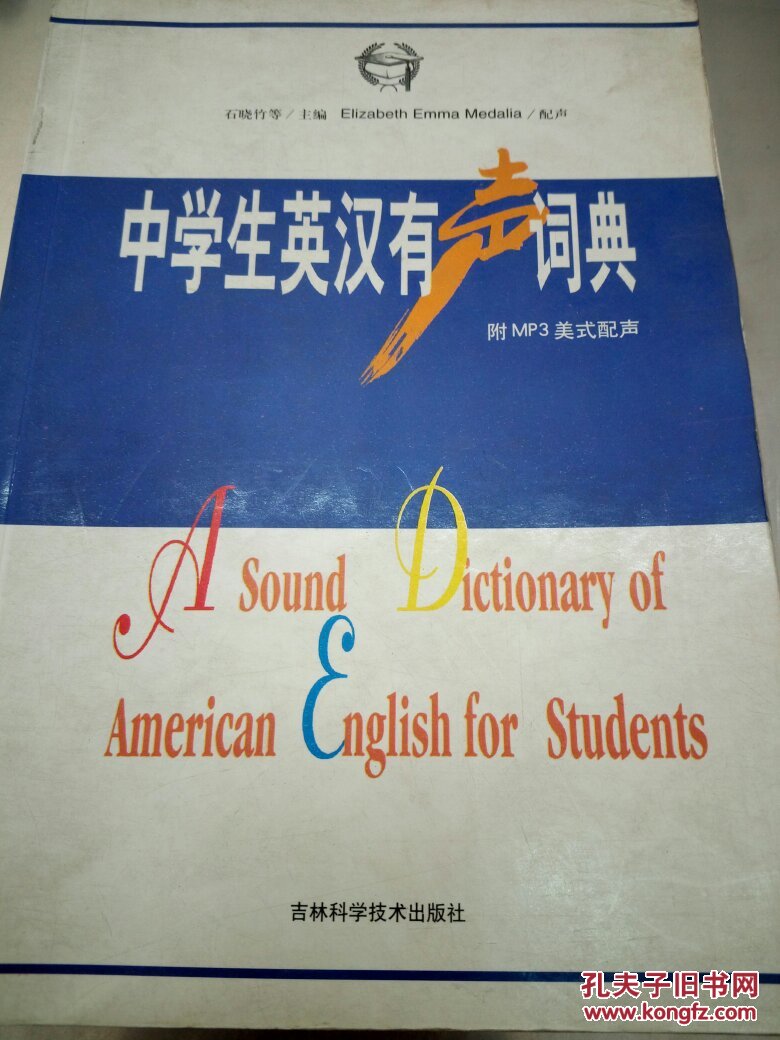 石晓竹等/主编 Elizabeth Emma Medalia/配声
中学生英汉有声词典
附MP3美式配声
A Sound Dictionary of
American English for Students
吉林科学技术出版社
孔夫子旧书网
www.kongfz.com